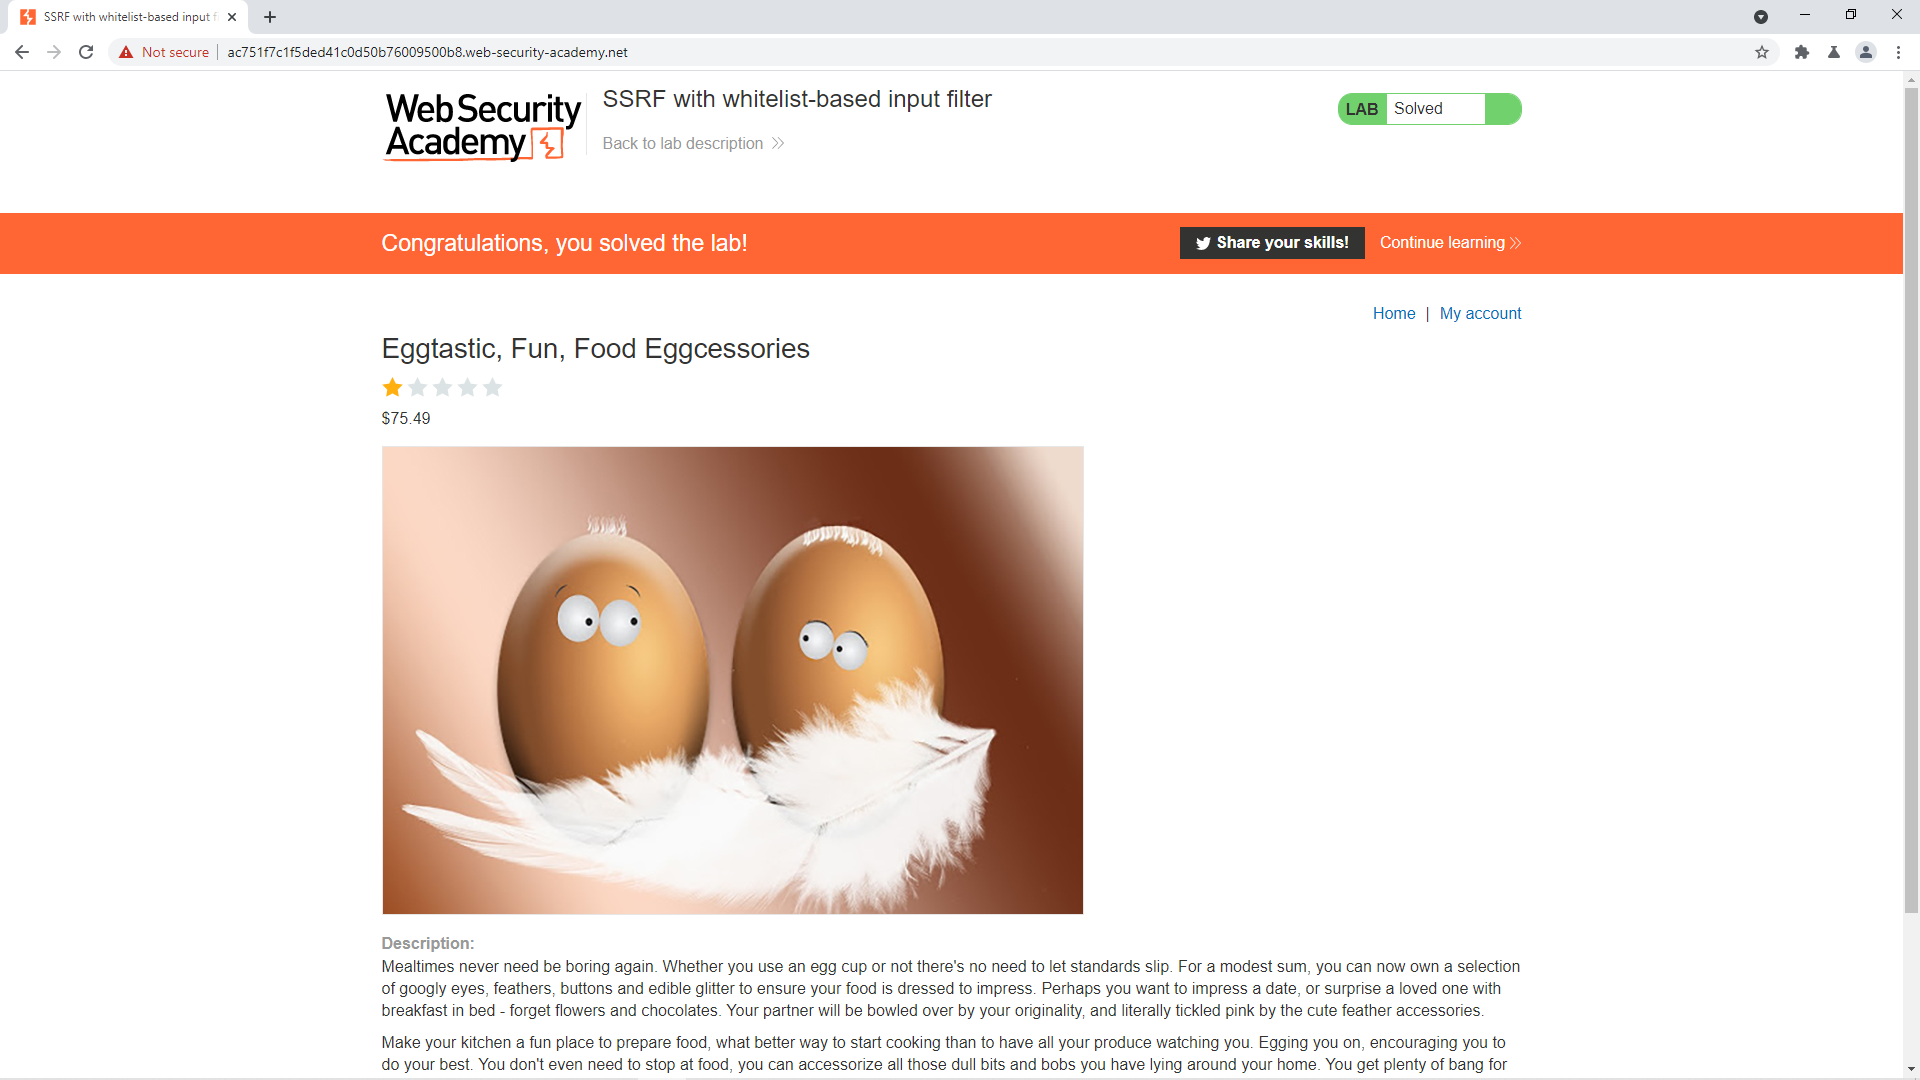 SSRF with whitelist-based input f
Not secure
ac751f7c1f5ded41c0d50b76009500b8.web-security-academy.net
Web Security
Academy
SSRF with whitelist-based input filter
Back to lab description
LAB Solved
Congratulations, you solved the lab!
Share your skills!
Continue learning
Home | My account
Eggtastic, Fun, Food Eggcessories
$75.49
Description:
Mealtimes never need be boring again. Whether you use an egg cup or not there's no need to let standards slip. For a modest sum, you can now own a selection
of googly eyes, feathers, buttons and edible glitter to ensure your food is dressed to impress. Perhaps you want to impress a date, or surprise a loved one with
breakfast in bed - forget flowers and chocolates. Your partner will be bowled over by your originality, and literally tickled pink by the cute feather accessories.
Make your kitchen a fun place to prepare food, what better way to start cooking than to have all your produce watching you. Egging you on, encouraging you to
do your best. You don't even need to stop at food, you can accessorize all those dull bits and bobs you have lying around your home. You get plenty of bang for